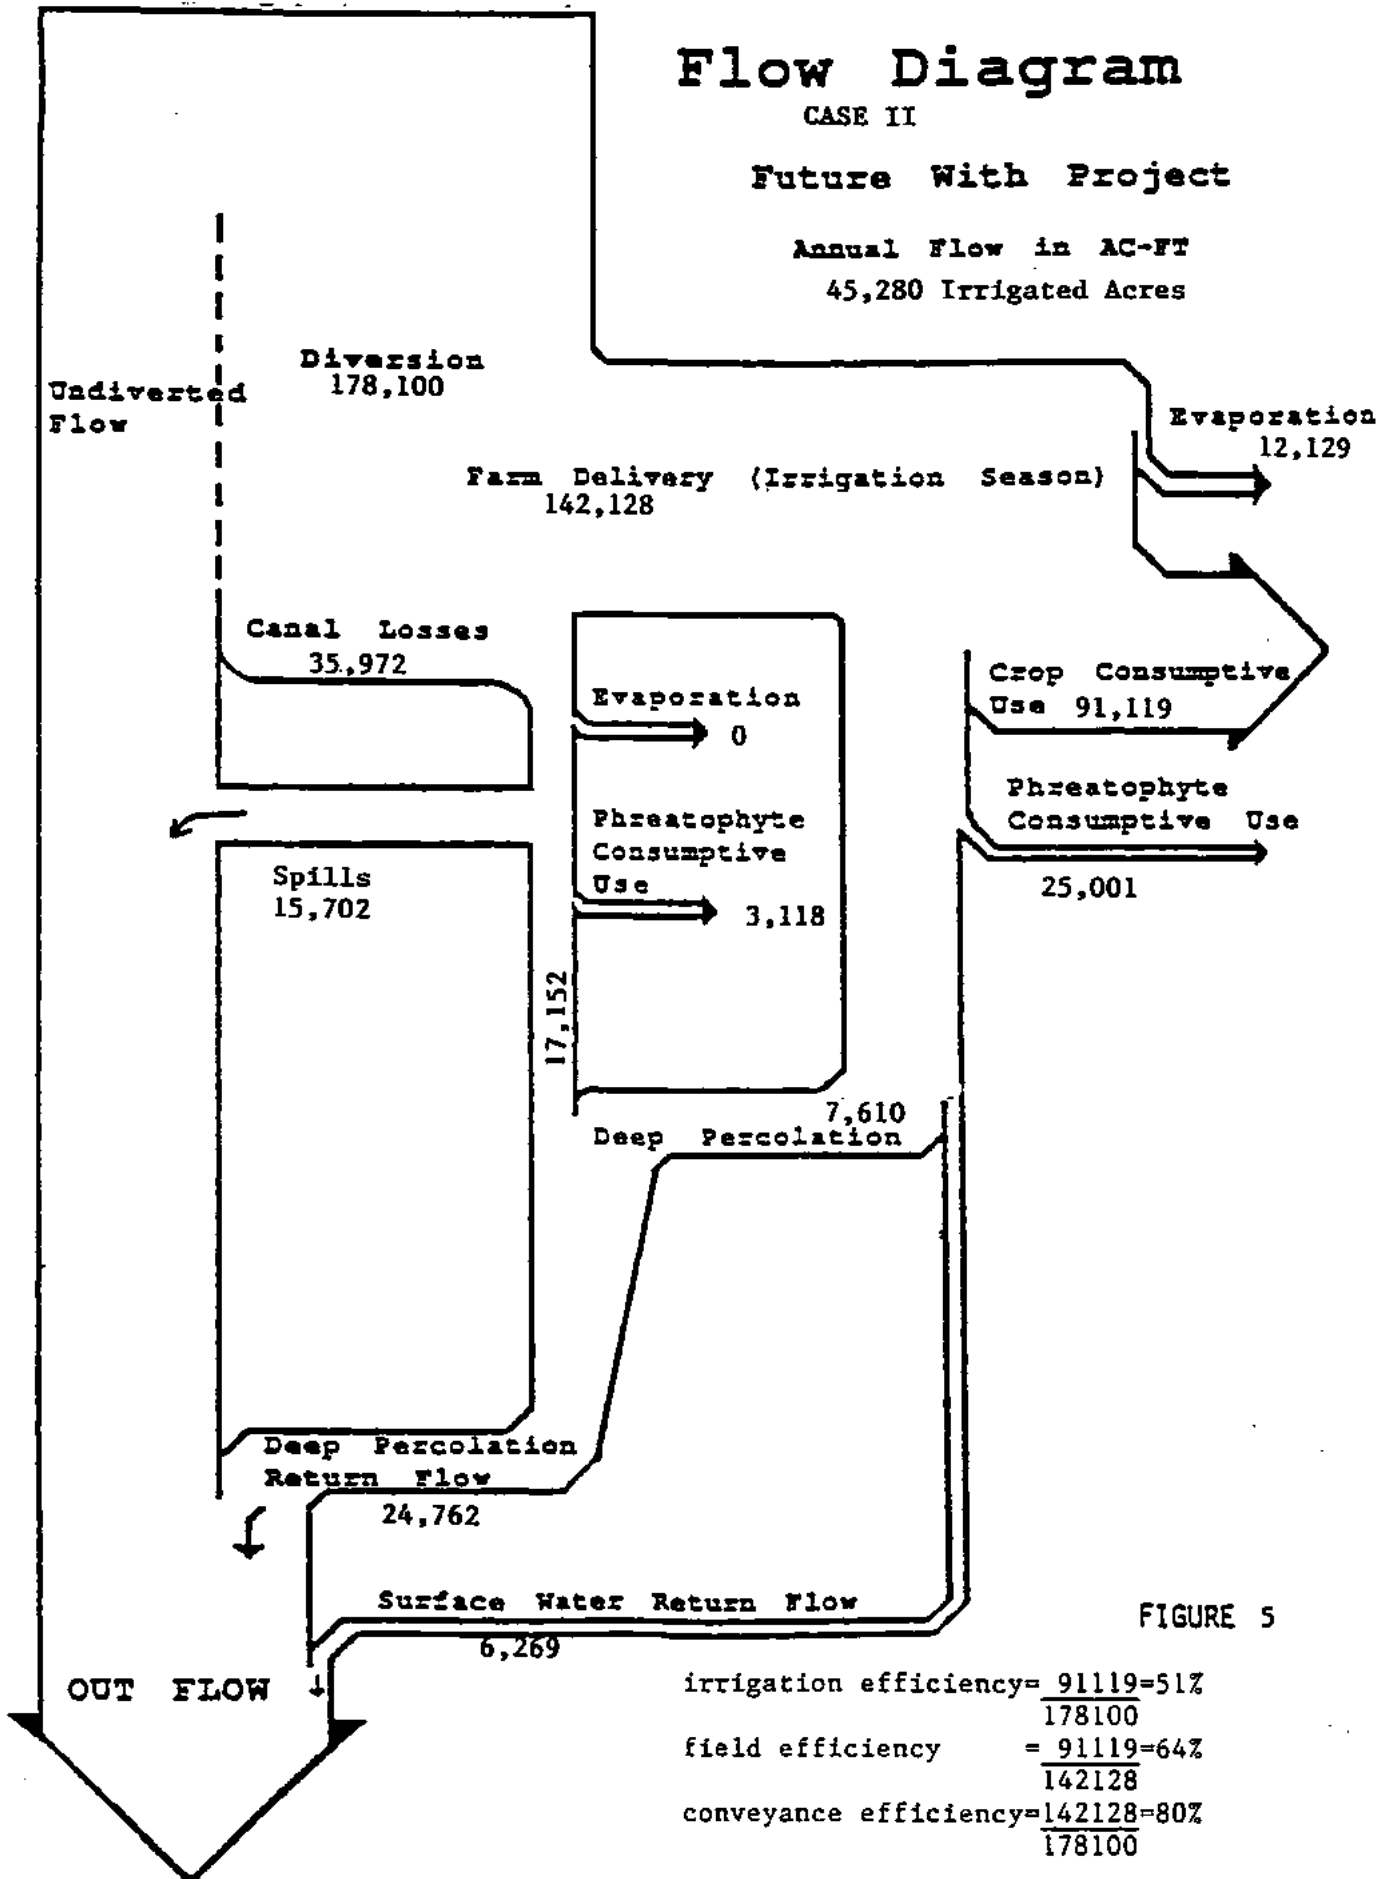 Flow Diagram
CASE II
Future With Project
Annual Flow in AC-FT
45,280 Irrigated Acres
Diversion
178,100
Undiverted
Flow
Evaporation
12,129
Farm Delivery (Irrigation Season)
142,128
Canal Losses
35,972
Evaporation
0
Crop Consumptive
Use 91,119
Phreatophyte
Consumptive Use
25,001
Phreatophyte
Consumptive
Use
3,118
Spills
15,702
17,152
7,610
Deep Percolation
Deep Percolation
Return Flow
24,762
Surface Water Return Flow
6,269
OUT FLOW
FIGURE 5
irrigation efficiency= 91119=51%
178100
field efficiency = 91119=64%
142128
conveyance efficiency=142128=80%
178100